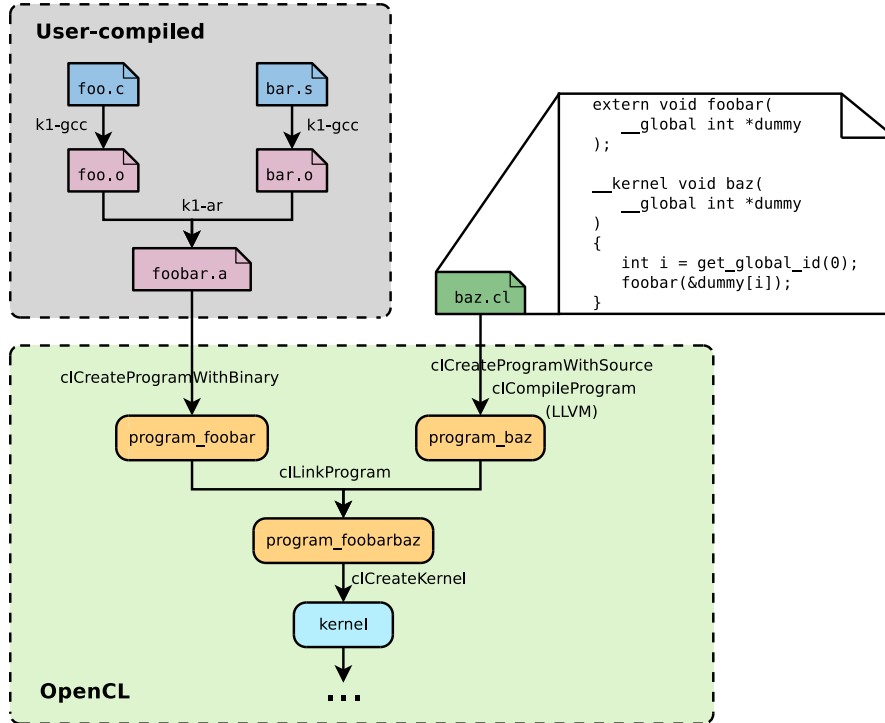 User-compiled
foo.c
bar.s
k1-gcc
k1-gcc
foo.o
bar.o
k1-ar
foobar.a
extern void foobar(
__global int *dummy
);
__kernel void baz(
__global int *dummy
)
{
int i = get_global_id(0);
foobar(&dummy[i]);
}
baz.cl
clCreateProgramWithBinary
clCreateProgramWithSource
clCompileProgram
(LLVM)
program_foobar
program_baz
clLinkProgram
program_foobarbaz
clCreateKernel
kernel
...
OpenCL